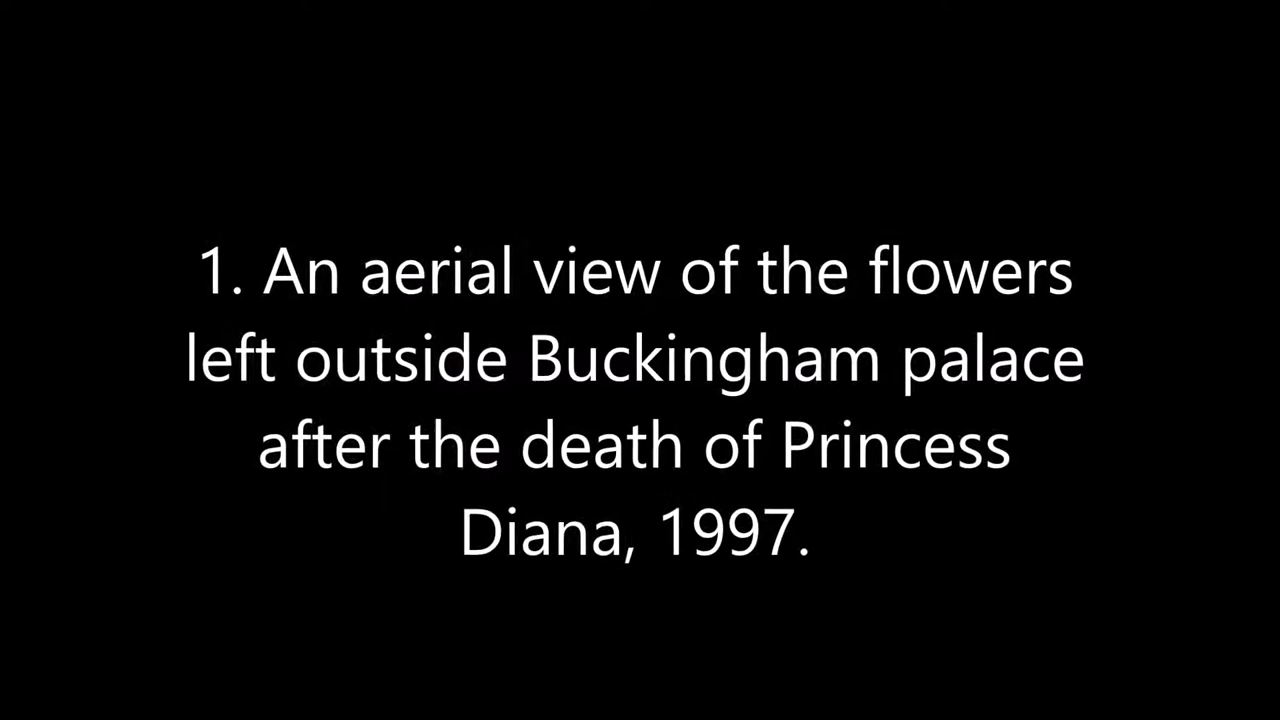 1. An aerial view of the flowers
left outside Buckingham palace
after the death of Princess
Diana, 1997.